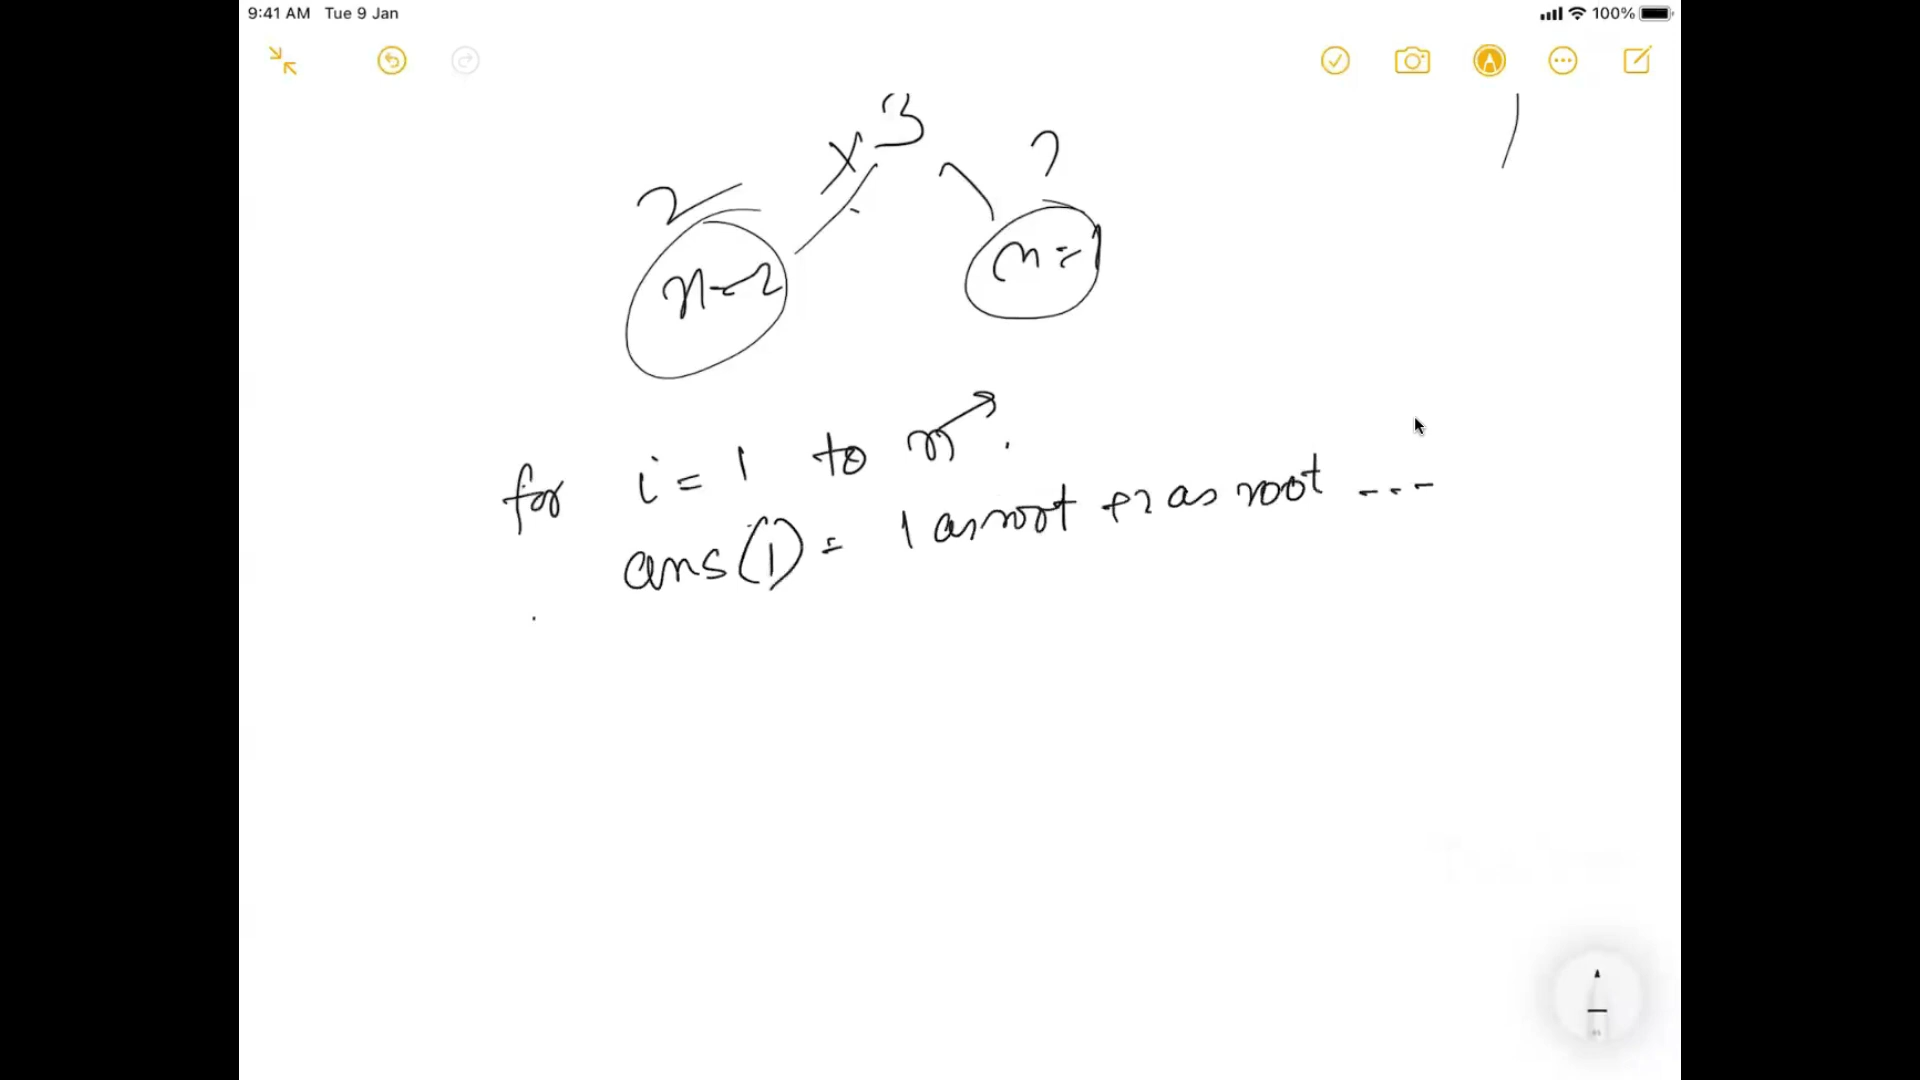 9:41 AM Tue 9 Jan 100%
3
2
n=2
n=1
for i = 1 to n
ans(1) = 1 as root + 2 as root ---